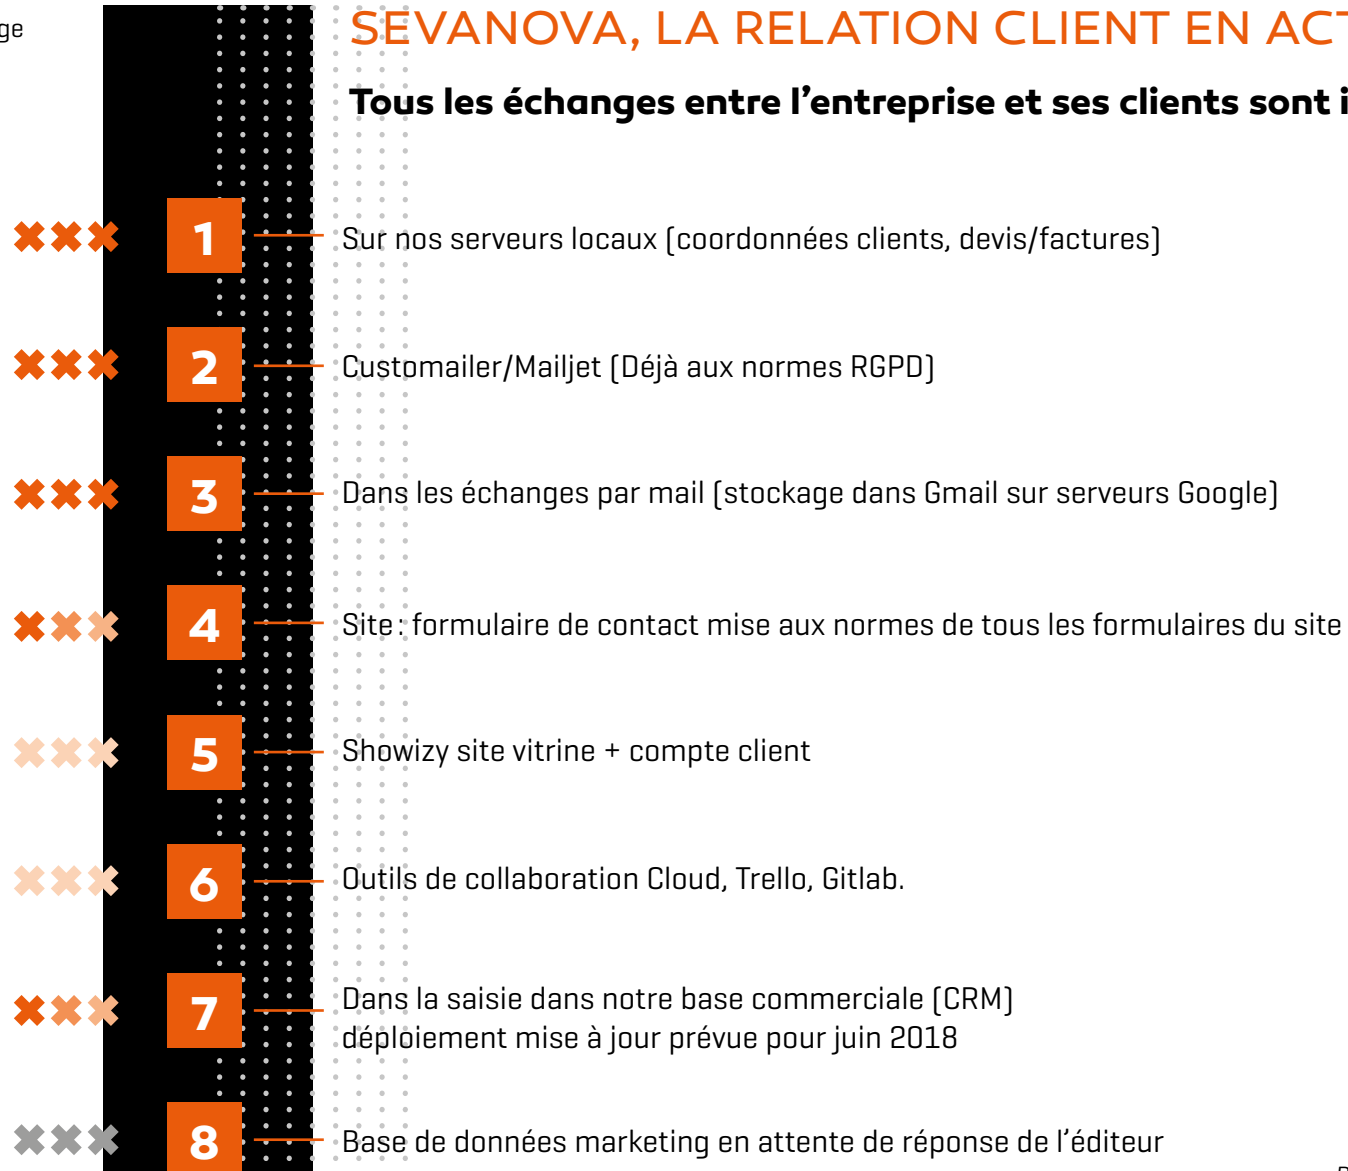 SEVANOVA, LA RELATION CLIENT EN ACT
Tous les échanges entre l'entreprise et ses clients sont i
1
Sur nos serveurs locaux (coordonnées clients, devis/factures)
2
Customailer/Mailjet (Déjà aux normes RGPD)
3
Dans les échanges par mail (stockage dans Gmail sur serveurs Google)
4
Site : formulaire de contact mise aux normes de tous les formulaires du site
5
Showizy site vitrine + compte client
6
Outils de collaboration Cloud, Trello, Gitlab.
7
Dans la saisie dans notre base commerciale (CRM)
déploiement mise à jour prévue pour juin 2018
8
Base de données marketing en attente de réponse de l'éditeur